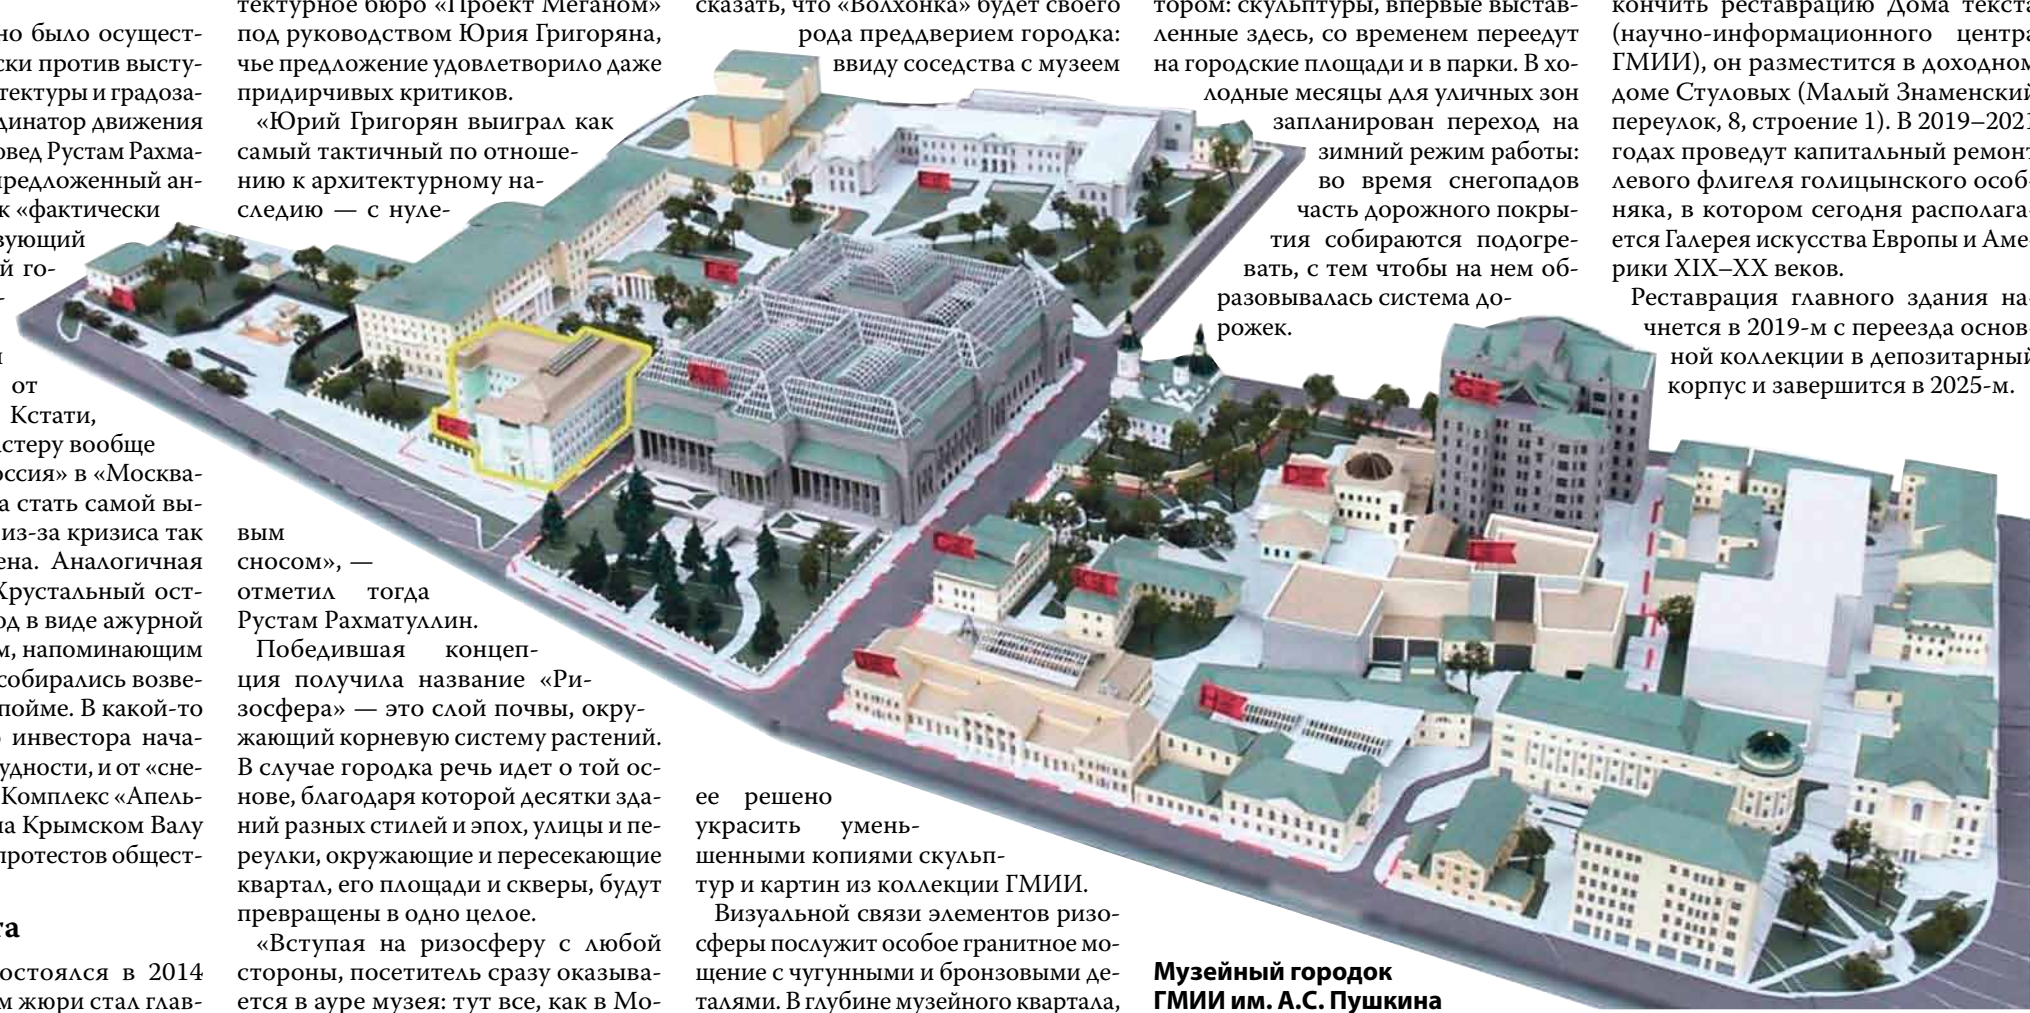 но было осущест-
ски против высту-
тектуры и градоза-
динатор движения
овед Рустам Рахма-
предложенный ан-
к «фактически
вующий
й го-
-
от
Кстати,
стеру вообще
оссия» в «Москва-
а стать самой вы-
из-за кризиса так
ена. Аналогичная
Хрустальный ост-
од в виде ажурной
м, напоминающим
собирались возве-
пойме. В какой-то
инвестора нача-
удности, и от «сне-
Комплекс «Апель-
на Крымском Валу
протестов общест-
та
остоялся в 2014
м жюри стал глав-
тектурное бюро «Проект Меганом»
под руководством Юрия Григоряна,
чье предложение удовлетворило даже
придирчивых критиков.
«Юрий Григорян выиграл как
самый тактичный по отноше-
нию к архитектурному на-
следию — с нуле-
вым
сносом», —
отметил тогда
Рустам Рахматуллин.
Победившая концеп-
ция получила название «Ри-
зосфера» — это слой почвы, окру-
жающий корневую систему растений.
В случае городка речь идет о той ос-
нове, благодаря которой десятки зда-
ний разных стилей и эпох, улицы и пе-
реулки, окружающие и пересекающие
квартал, его площади и скверы, будут
превращены в одно целое.
«Вступая на ризосферу с любой
стороны, посетитель сразу оказыва-
ется в ауре музея: тут все, как в Мо-
сказать, что «Волхонка» будет своего
рода преддверием городка:
ввиду соседства с музеем
ее решено
украсить умень-
шенными копиями скульп-
тур и картин из коллекции ГМИИ.
Визуальной связи элементов ризо-
сферы послужит особое гранитное мо-
щение с чугунными и бронзовыми де-
талями. В глубине музейного квартала,
тором: скульптуры, впервые выстав-
ленные здесь, со временем переедут
на городские площади и в парки. В хо-
лодные месяцы для уличных зон
запланирован переход на
зимний режим работы:
во время снегопадов
часть дорожного покры-
тия собираются подогре-
вать, с тем чтобы на нем об-
разовывалась система до-
рожек.
Музейный городок
ГМИИ им. А.С. Пушкина
кончить реставрацию Дома текста
(научно-информационного центра
ГМИИ), он разместится в доходном
доме Стуловых (Малый Знаменский
переулок, 8, строение 1). В 2019–2021
годах проведут капитальный ремонт
левого флигеля голицынского особ-
няка, в котором сегодня располага-
ется Галерея искусства Европы и Аме-
рики XIX–XX веков.
Реставрация главного здания на-
чнется в 2019-м с переезда основ-
ной коллекции в депозитарный
корпус и завершится в 2025-м.